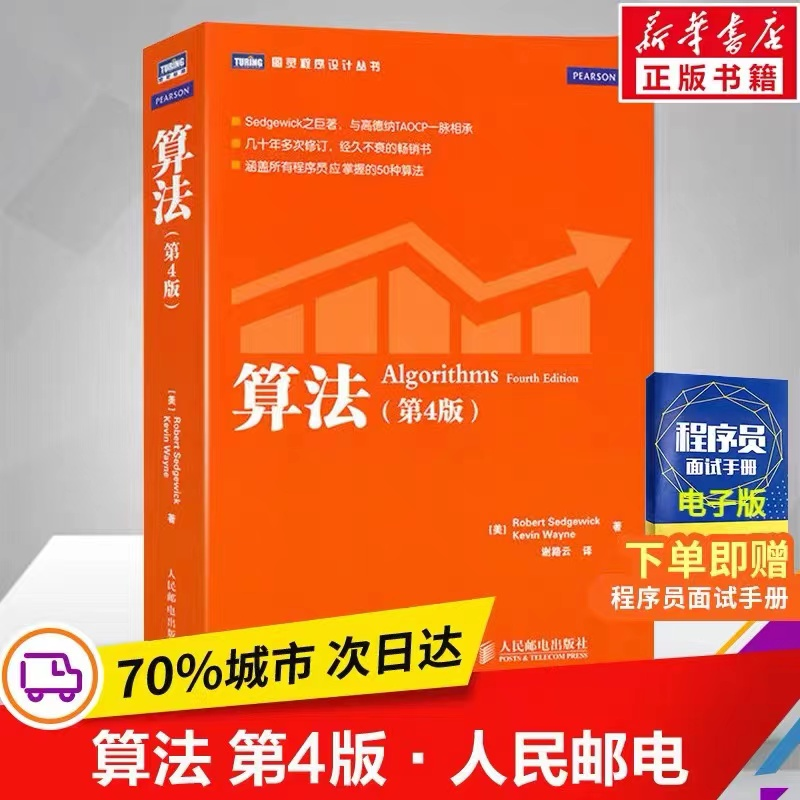 新华书店
正版书籍
TURING 图灵程序设计丛书
PEARSON
Sedgewick之巨著,与高德纳TAOCP一脉相承
几十年多次修订,经久不衰的畅销书
涵盖所有程序员应掌握的50种算法
算法
Algorithms Fourth Edition
(第4版)
[美] Robert Sedgewick
Kevin Wayne 著
谢路云 译
人民邮电出版社
POSTS & TELECOM PRESS
TURING
PEARSON
算法
(第4版)
[美] Robert Sedgewick
Kevin Wayne 著
人民邮电出版
程序员
面试手册
电子版
下单即赠
程序员面试手册
70%城市 次日达
算法 第4版·人民邮电